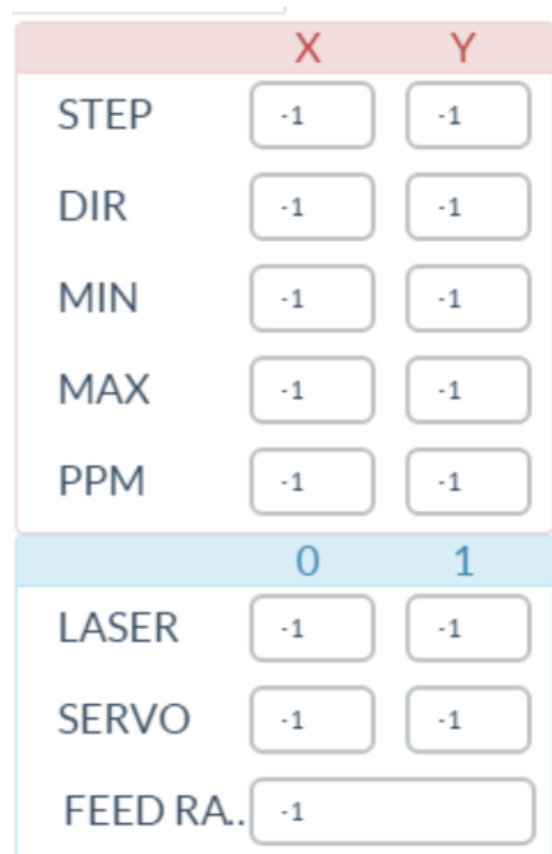 X Y
STEP -1 -1
DIR -1 -1
MIN -1 -1
MAX -1 -1
PPM -1 -1
0 1
LASER -1 -1
SERVO -1 -1
FEED RA.. -1